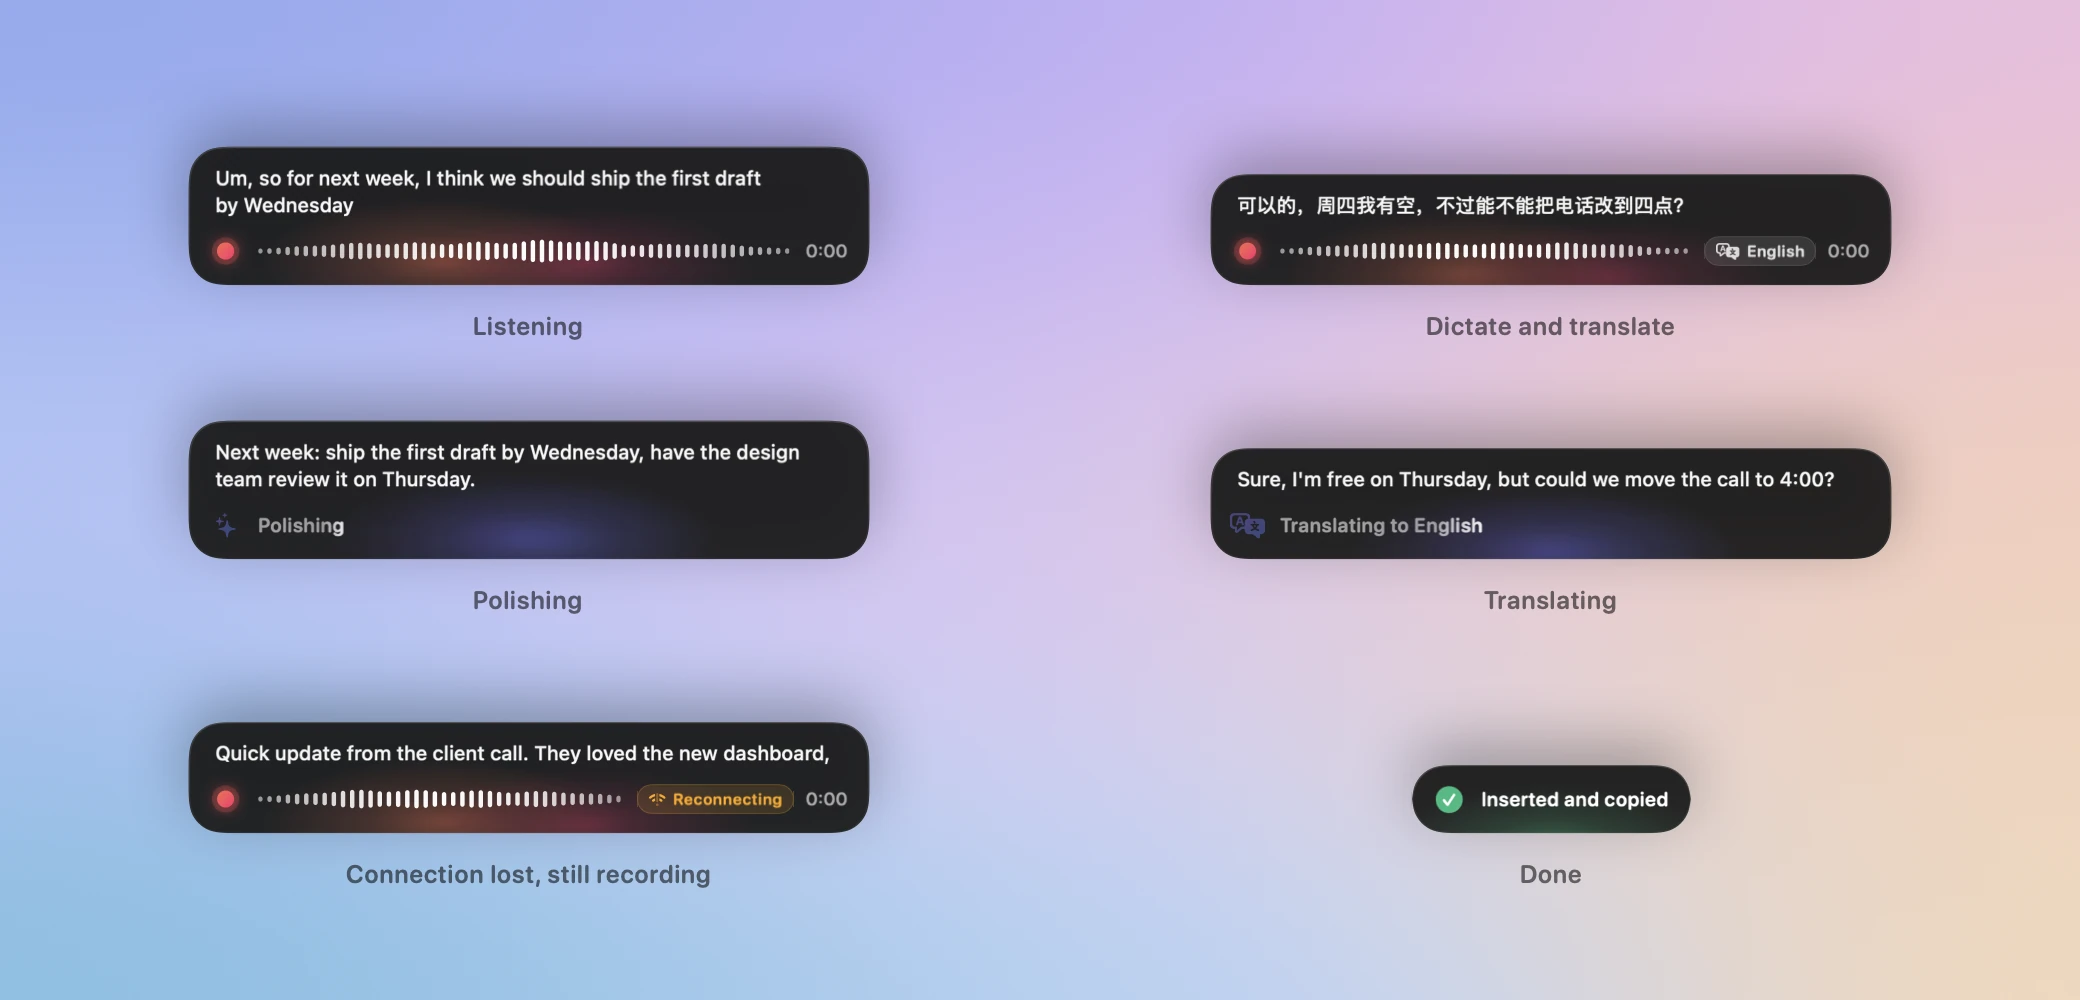 Um, so for next week, I think we should ship the first draft
by Wednesday
0:00
Listening
可以的，周四我有空，不过能不能把电话改到四点？
English
0:00
Dictate and translate
Next week: ship the first draft by Wednesday, have the design
team review it on Thursday.
Polishing
Polishing
Sure, I'm free on Thursday, but could we move the call to 4:00?
Translating to English
Translating
Quick update from the client call. They loved the new dashboard,
Reconnecting
0:00
Connection lost, still recording
Inserted and copied
Done